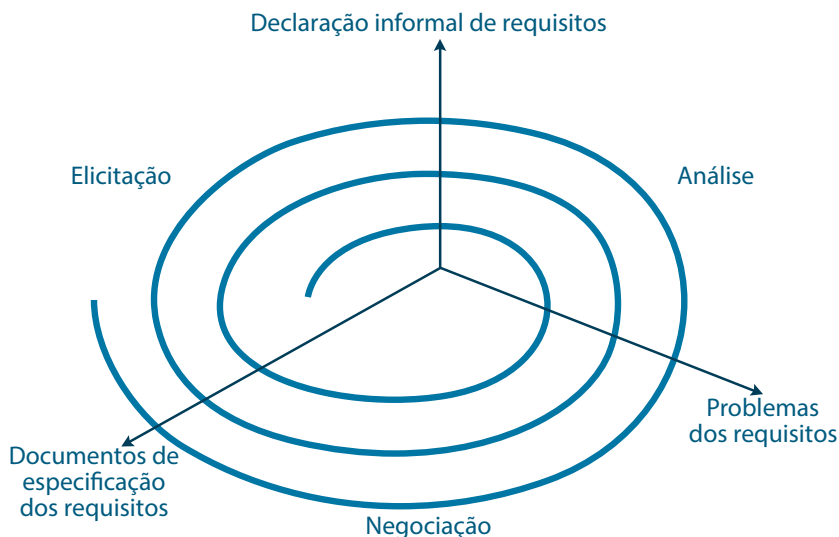 Declaração informal de requisitos
Elicitação
Análise
Problemas
dos requisitos
Documentos de
especificação
dos requisitos
Negociação